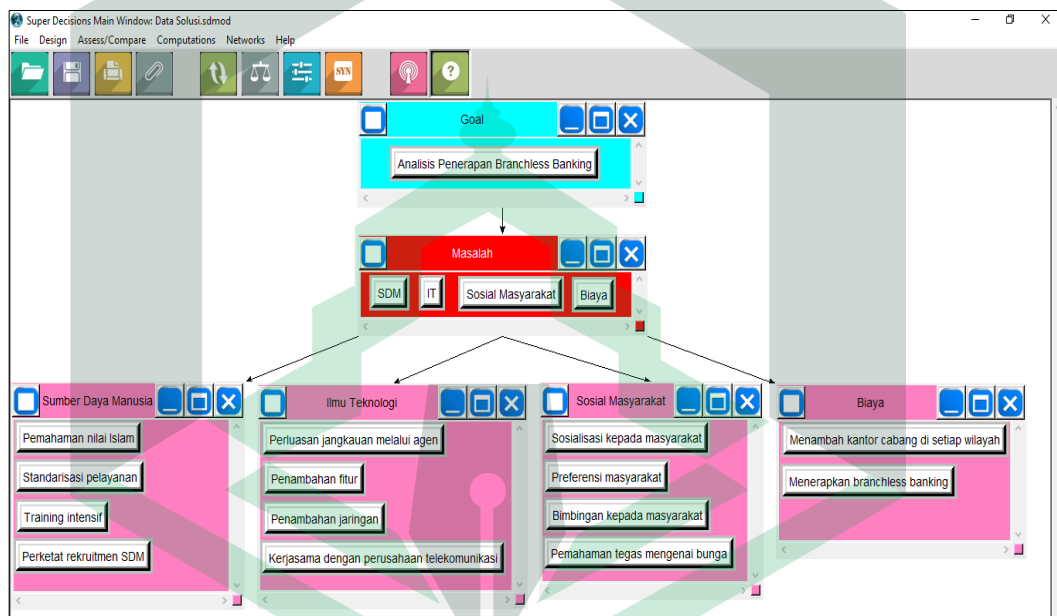 Super Decisions Main Window: Data Solusi.sdmod
File Design Assess/Compare Computations Networks Help
SYN
?
Goal
Analisis Penerapan Branchless Banking
Masalah
SDM IT Sosial Masyarakat Biaya
Sumber Daya Manusia
Pemahaman nilai Islam
Standarisasi pelayanan
Training intensif
Perketat rekruitmen SDM
Ilmu Teknologi
Perluasan jangkauan melalui agen
Penambahan fitur
Penambahan jaringan
Kerjasama dengan perusahaan telekomunikasi
Sosial Masyarakat
Sosialisasi kepada masyarakat
Preferensi masyarakat
Bimbingan kepada masyarakat
Pemahaman tegas mengenai bunga
Biaya
Menambah kantor cabang di setiap wilayah
Menerapkan branchless banking